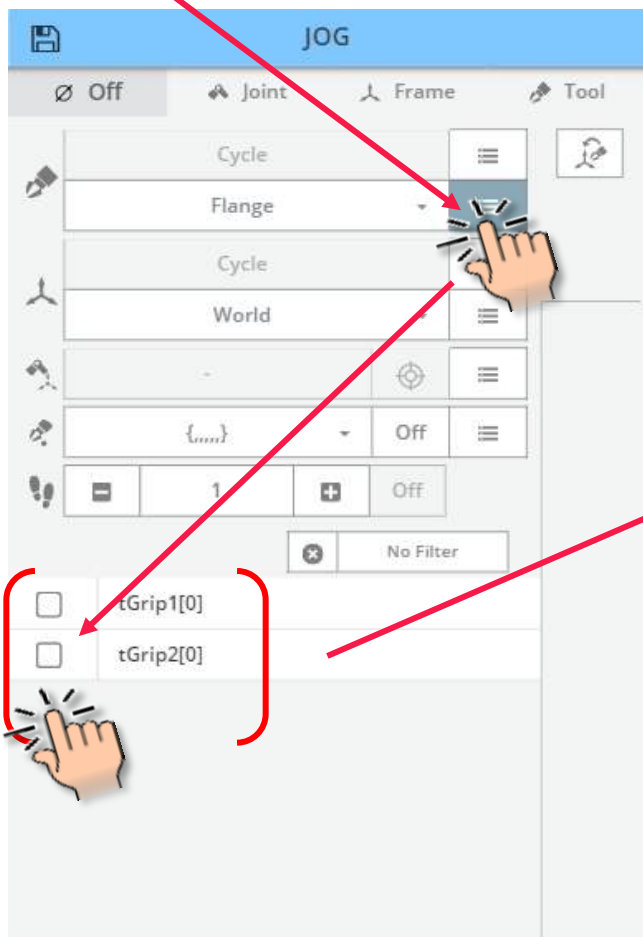 JOG
Off Joint Frame Tool
Cycle
Flange
Cycle
World
-
{,,,,,} Off
1 Off
No Filter
tGrip1[0]
tGrip2[0]